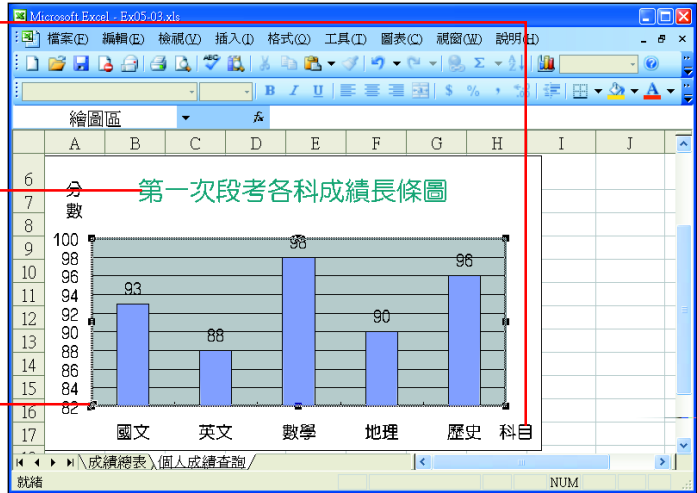 Microsoft Excel - Ex05-03.xls
檔案(F) 編輯(E) 檢視(V) 插入(I) 格式(O) 工具(T) 圖表(C) 視窗(W) 說明(H)
B I U $ % ,
繪圖區 fx
A B C D E F G H I J
6
7
8
9
10
11
12
13
14
15
16
17
分數
第一次段考各科成績長條圖
100
98
96
94
92
90
88
86
84
82
93
88
98
90
96
國文 英文 數學 地理 歷史 科目
成績總表 個人成績查詢
就緒 NUM